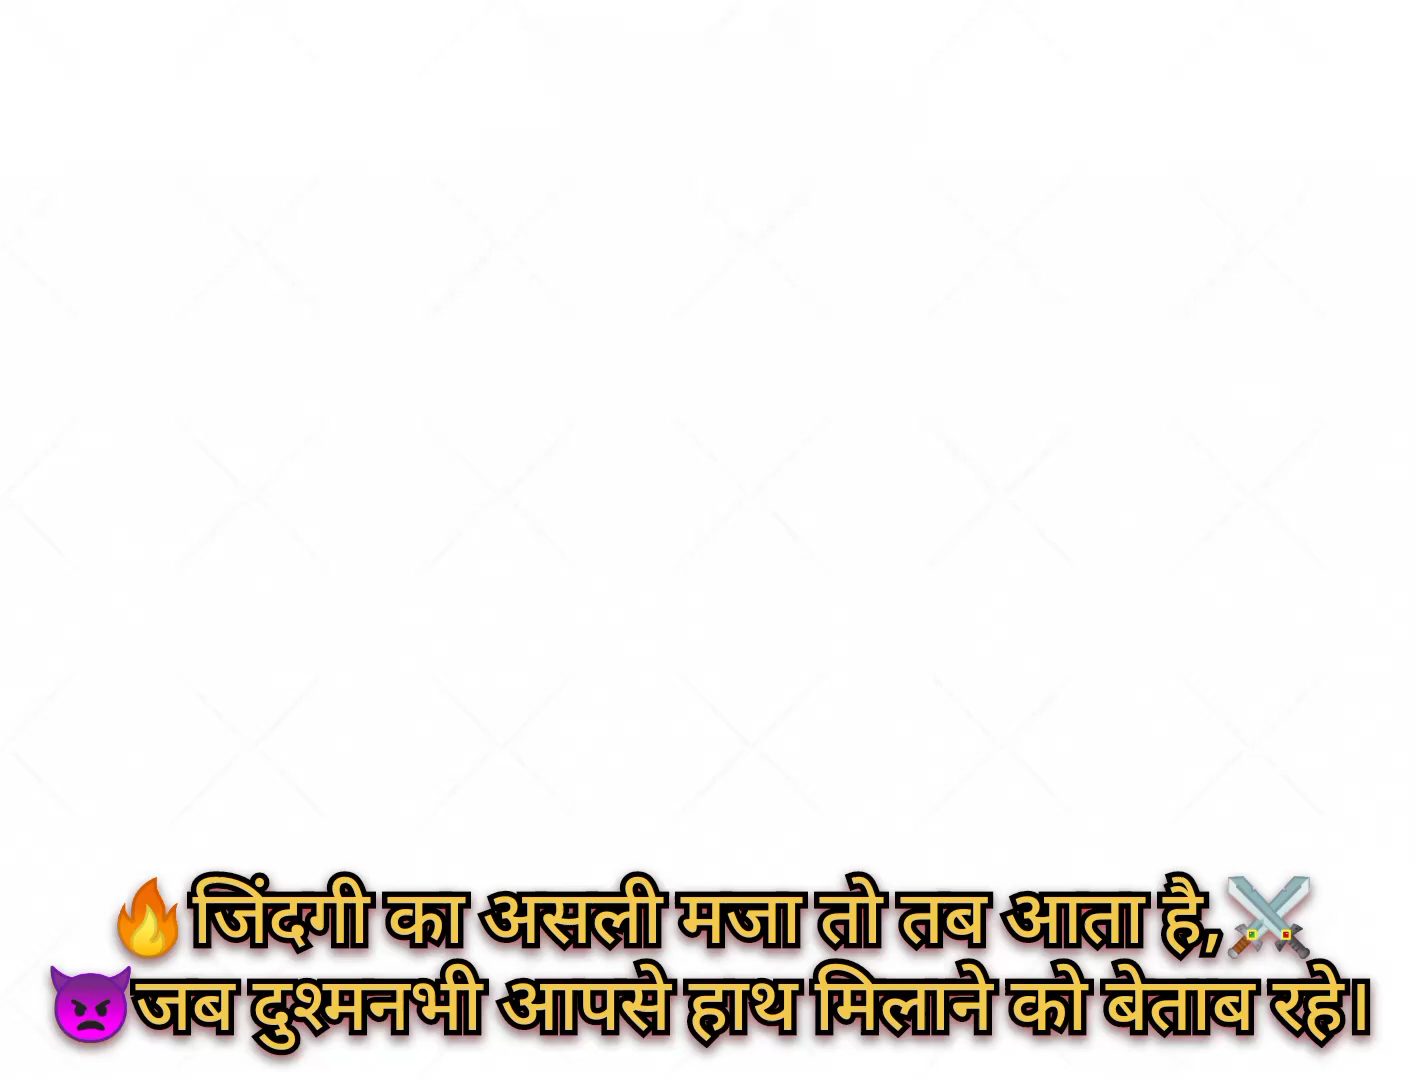 🔥जिंदगी का असली मजा तो तब आता है,⚔️
👿जब दुश्मनभी आपसे हाथ मिलाने को बेताब रहे।